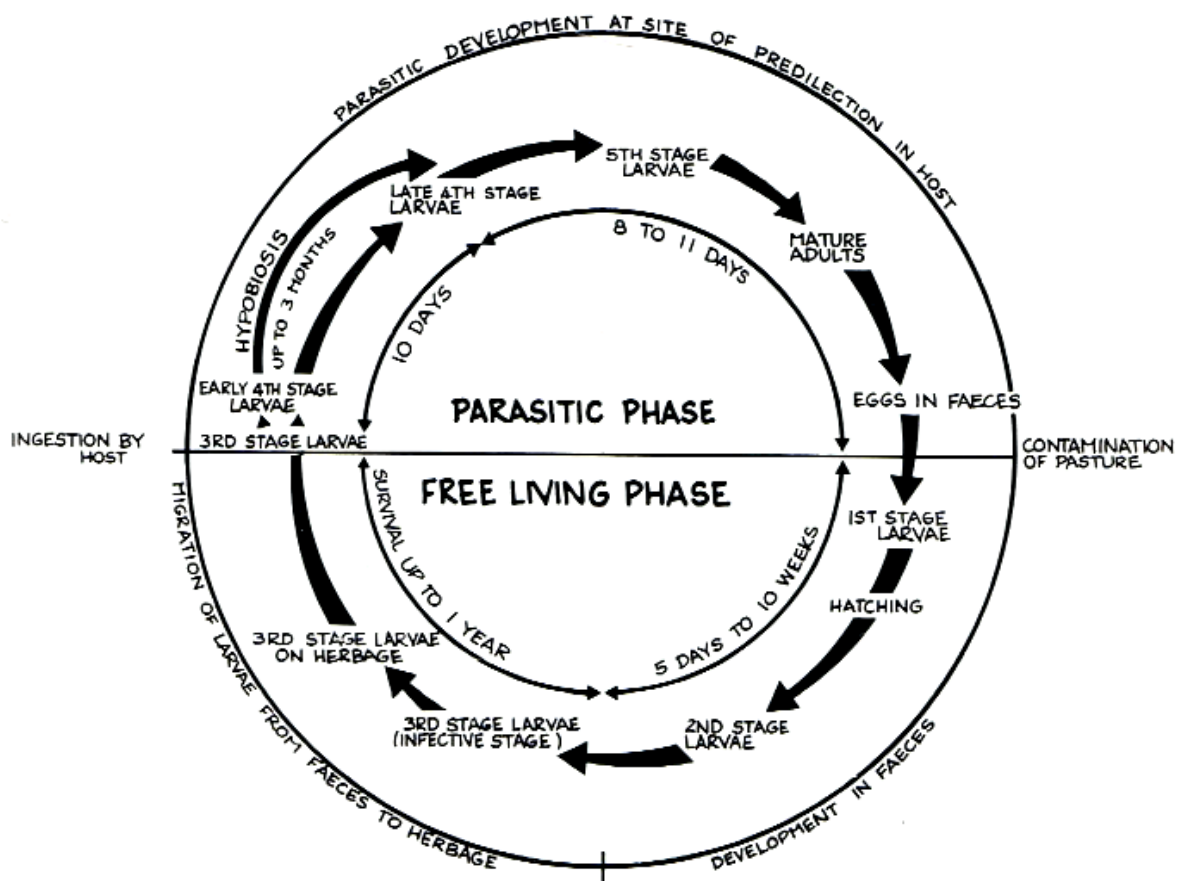 PARASITIC DEVELOPMENT AT SITE OF PREDILECTION IN HOST
5TH STAGE
LARVAE
LATE 4TH STAGE
LARVAE
MATURE
ADULTS
8 TO 11 DAYS
HYPOBIOSIS
UP TO 3 MONTHS
10 DAYS
EARLY 4TH STAGE
LARVAE
PARASITIC PHASE
EGGS IN FAECES
INGESTION BY
HOST
3RD STAGE LARVAE
CONTAMINATION
OF PASTURE
FREE LIVING PHASE
1ST STAGE
LARVAE
SURVIVAL UP TO 1 YEAR
5 DAYS TO 10 WEEKS
HATCHING
3RD STAGE LARVAE
ON HERBAGE
3RD STAGE LARVAE
(INFECTIVE STAGE)
2ND STAGE
LARVAE
MIGRATION OF LARVAE FROM FAECES TO HERBAGE
DEVELOPMENT IN FAECES